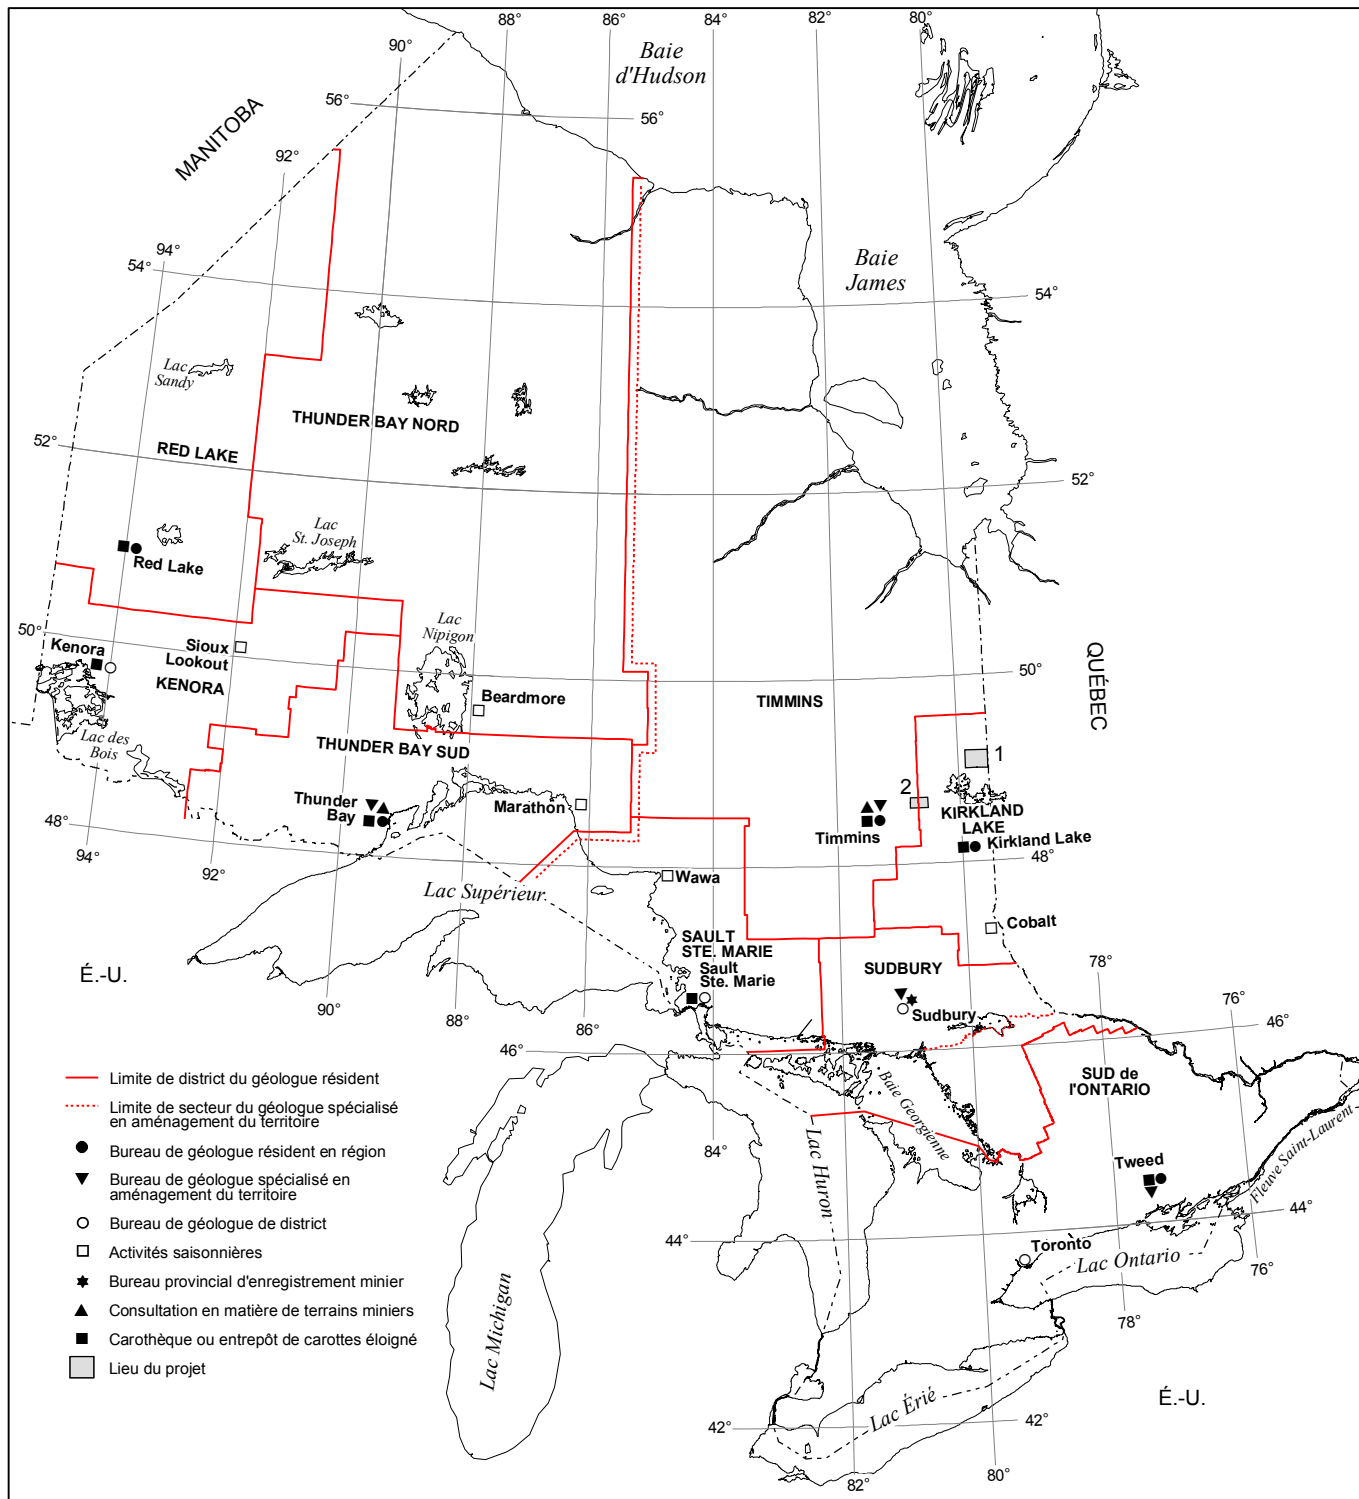 88°
86°
84°
82°
80°
90°
Baie
d'Hudson
56°
56°
MANITOBA
92°
94°
54°
Baie
James
54°
Lac
Sandy
THUNDER BAY NORD
52°
RED LAKE
52°
Lac
St. Joseph
Red Lake
Lac
Nipigon
50°
Kenora
Sioux
Lookout
KENORA
50°
QUÉBEC
Beardmore
TIMMINS
Lac des
Bois
THUNDER BAY SUD
1
2
Thunder
Bay
Marathon
KIRKLAND
LAKE
Timmins
Kirkland Lake
48°
48°
94°
92°
Lac Supérieur
Wawa
Cobalt
SAULT
STE. MARIE
Sault
Ste. Marie
SUDBURY
Sudbury
É.-U.
78°
76°
90°
88°
86°
46°
46°
SUD de
l'ONTARIO
Baie Georgienne
Limite de district du géologue résident
Limite de secteur du géologue spécialisé
en aménagement du territoire
Bureau de géologue résident en région
Bureau de géologue spécialisé en
aménagement du territoire
Bureau de géologue de district
Activités saisonnières
Bureau provincial d'enregistrement minier
Consultation en matière de terrains miniers
Carothèque ou entrepôt de carottes éloigné
Lieu du projet
84°
Lac Huron
Tweed
Fleuve Saint-Laurent
44°
44°
Toronto
Lac Ontario
76°
78°
Lac Michigan
Lac Érié
É.-U.
42°
42°
82°
80°